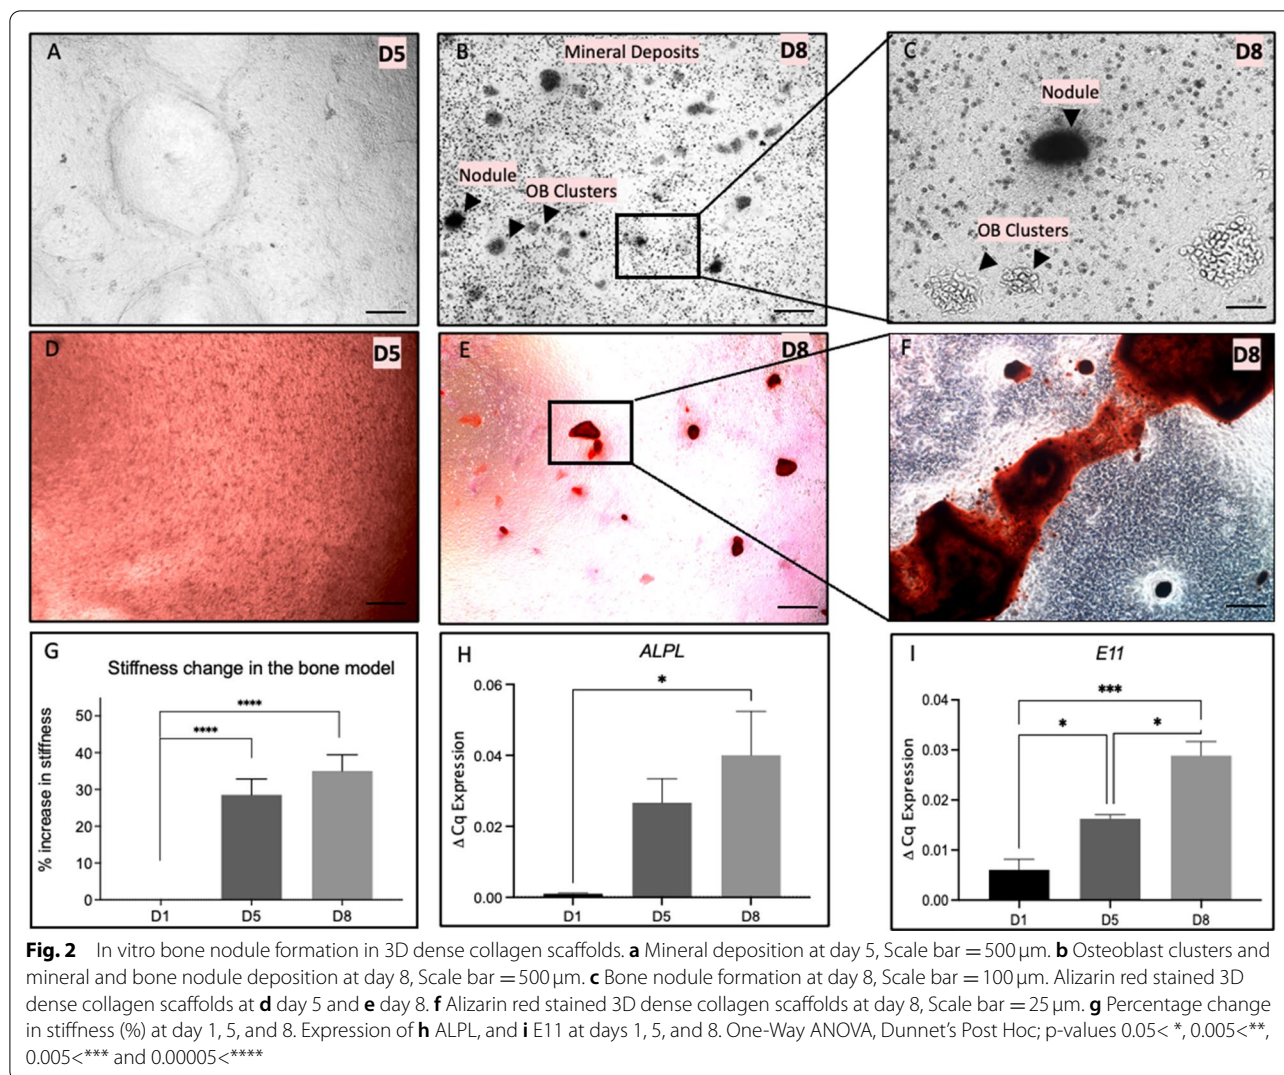 A
D5
B
Mineral Deposits
D8
Nodule
OB Clusters
C
D8
Nodule
OB Clusters
D
D5
E
D8
F
D8
G
Stiffness change in the bone model
% increase in stiffness
50
40
30
20
10
0
****
****
D1 D5 D8
H
ALPL
Δ Cq Expression
0.06
0.04
0.02
0.00
*
D1 D5 D8
I
E11
Δ Cq Expression
0.04
0.03
0.02
0.010
0.00
***
* *
D1 D5 D8
Fig. 2 In vitro bone nodule formation in 3D dense collagen scaffolds. a Mineral deposition at day 5, Scale bar = 500 μm. b Osteoblast clusters and
mineral and bone nodule deposition at day 8, Scale bar = 500 μm. c Bone nodule formation at day 8, Scale bar = 100 μm. Alizarin red stained 3D
dense collagen scaffolds at d day 5 and e day 8. f Alizarin red stained 3D dense collagen scaffolds at day 8, Scale bar = 25 μm. g Percentage change
in stiffness (%) at day 1, 5, and 8. Expression of h ALPL, and i E11 at days 1, 5, and 8. One-Way ANOVA, Dunnet's Post Hoc; p-values 0.05< *, 0.005<**,
0.005<*** and 0.00005<****